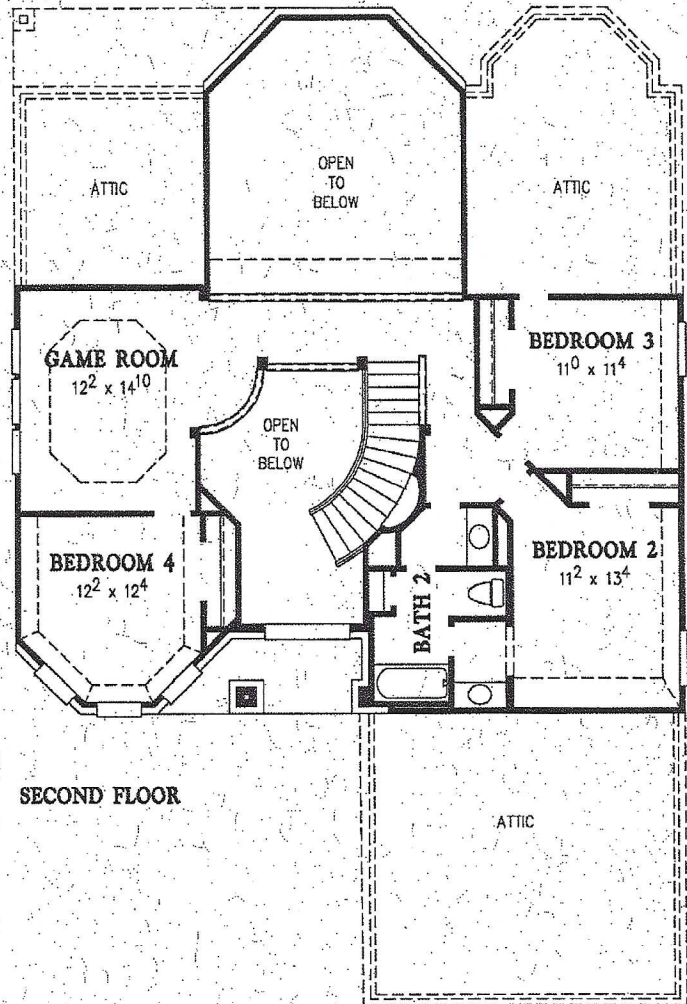 ATTIC
OPEN
TO
BELOW
ATTIC
GAME ROOM
12² x 14¹⁰
BEDROOM 3
11⁰ x 11⁴
OPEN
TO
BELOW
BEDROOM 4
12² x 12⁴
BEDROOM 2
11² x 13⁴
BATH 2
SECOND FLOOR
ATTIC